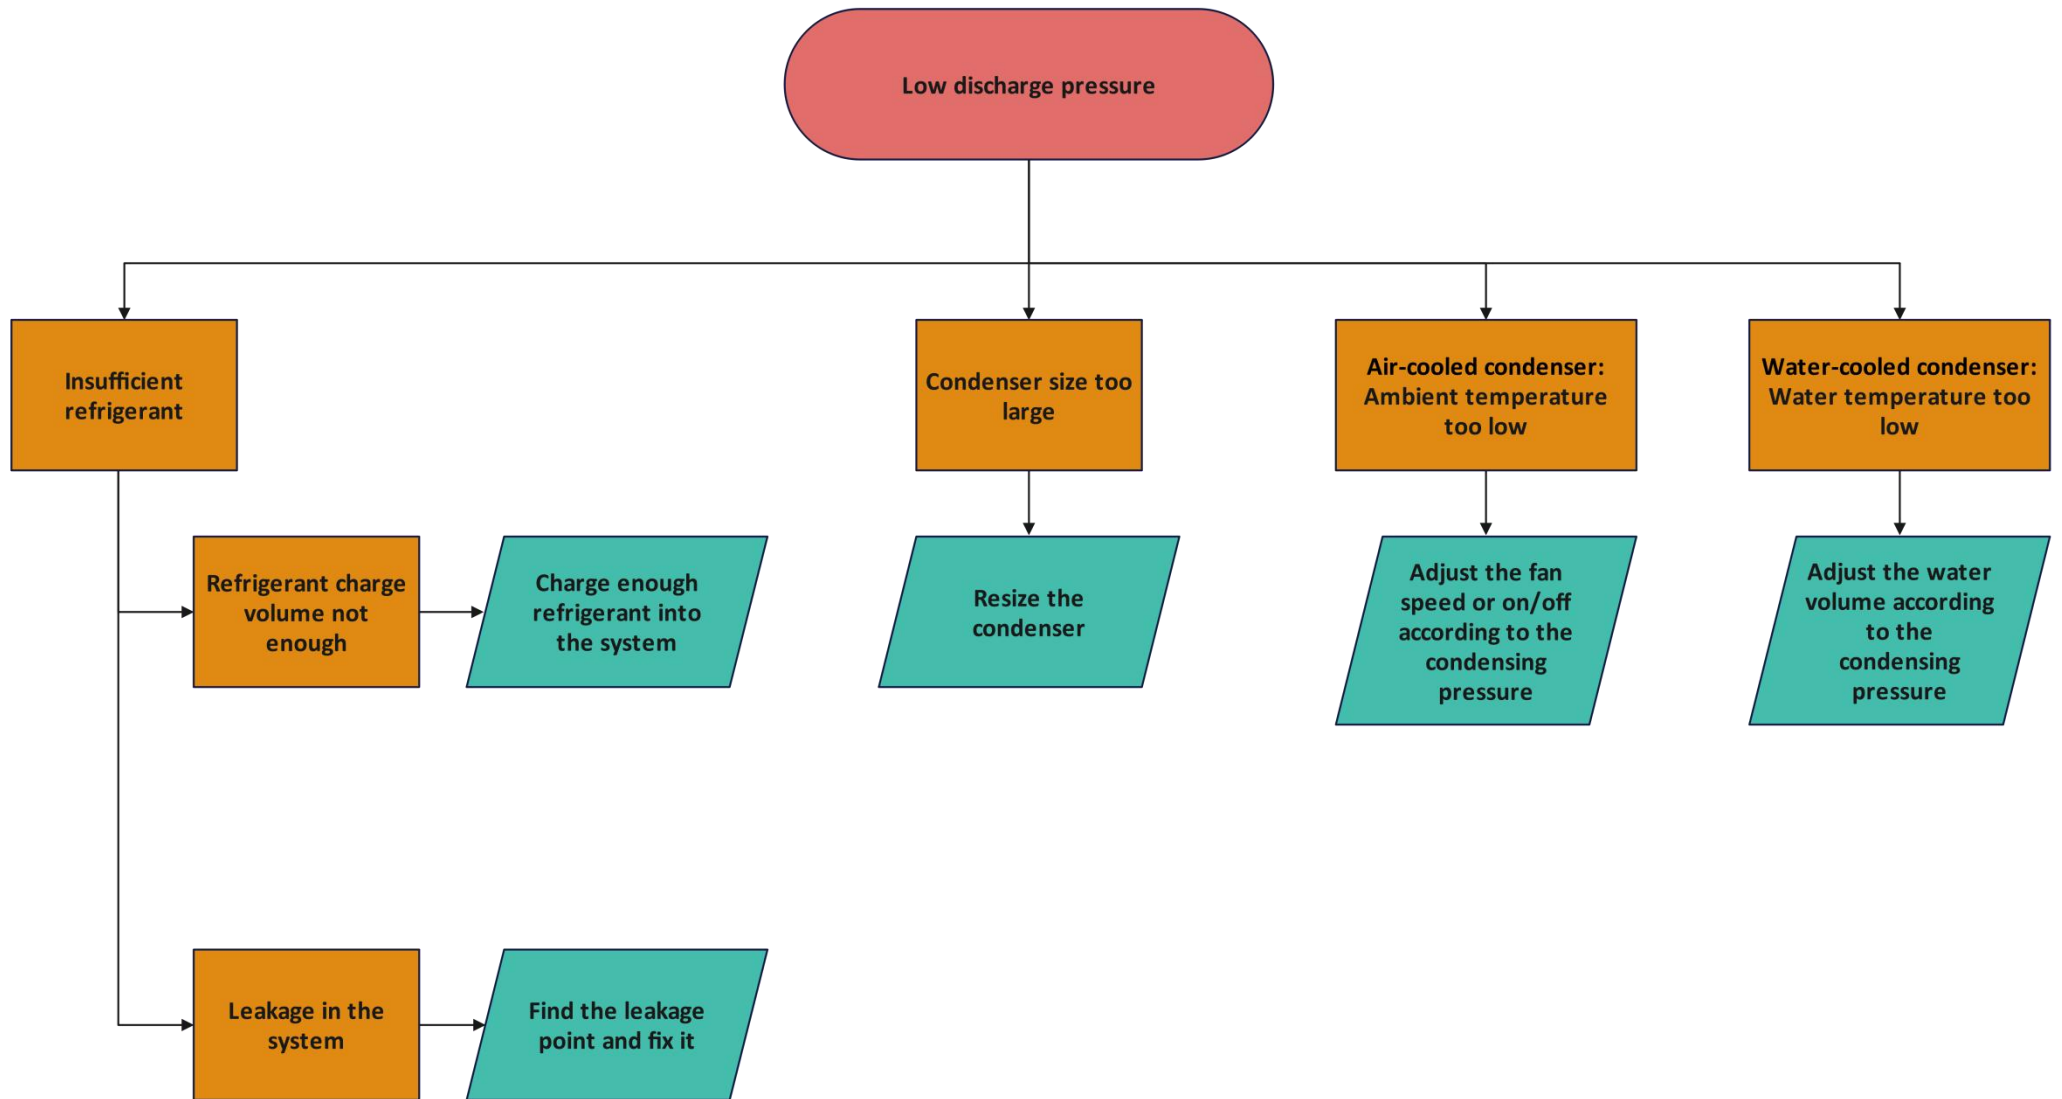 Low discharge pressure
Insufficient
refrigerant
Condenser size too
large
Air-cooled condenser:
Ambient temperature
too low
Water-cooled condenser:
Water temperature too
low
Refrigerant charge
volume not
enough
Charge enough
refrigerant into
the system
Resize the
condenser
Adjust the fan
speed or on/off
according to the
condensing
pressure
Adjust the water
volume according
to the
condensing
pressure
Leakage in the
system
Find the leakage
point and fix it